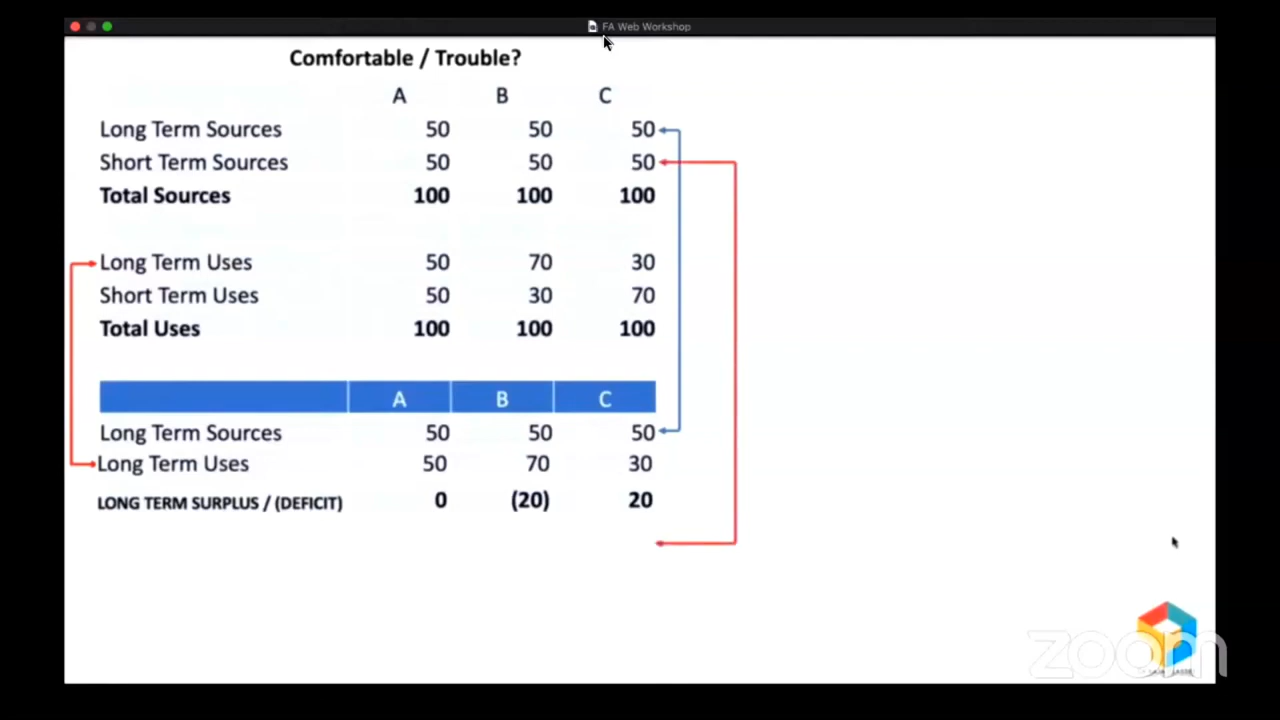 FA Web Workshop
Comfortable / Trouble?
A B C
Long Term Sources 50 50 50
Short Term Sources 50 50 50
Total Sources 100 100 100
Long Term Uses 50 70 30
Short Term Uses 50 30 70
Total Uses 100 100 100
A B C
Long Term Sources 50 50 50
Long Term Uses 50 70 30
LONG TERM SURPLUS / (DEFICIT) 0 (20) 20
zoom